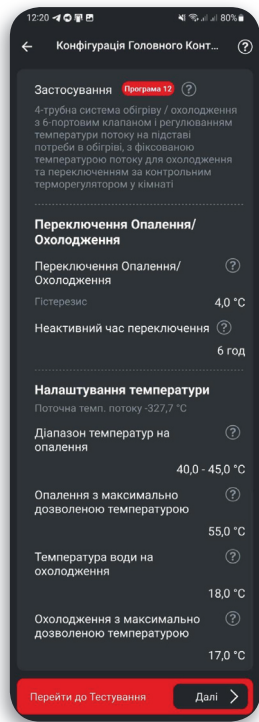 12:20
80%
Конфігурація Головного Конт...
?
Застосування Програма 12 ?
4-трубна система обігріву / охолодження
з 6-портовим клапаном і регулюванням
температури потоку на підставі
потреби в обігріві, з фіксованою
температурою потоку для охолодження
та переключенням за контрольним
терморегулятором у кімнаті
Переключення Опалення/
Охолодження
Переключення Опалення/ ?
Охолодження
Гістерезис 4,0 °C
Неактивний час переключення ?
6 год
Налаштування температури
Поточна темп. потоку -327,7 °C
Діапазон температур на ?
опалення
40,0 - 45,0 °C
Опалення з максимально ?
дозволеною температурою
55,0 °C
Температура води на ?
охолодження
18,0 °C
Охолодження з максимально ?
дозволеною температурою
17,0 °C
Перейти до Тестування Далі